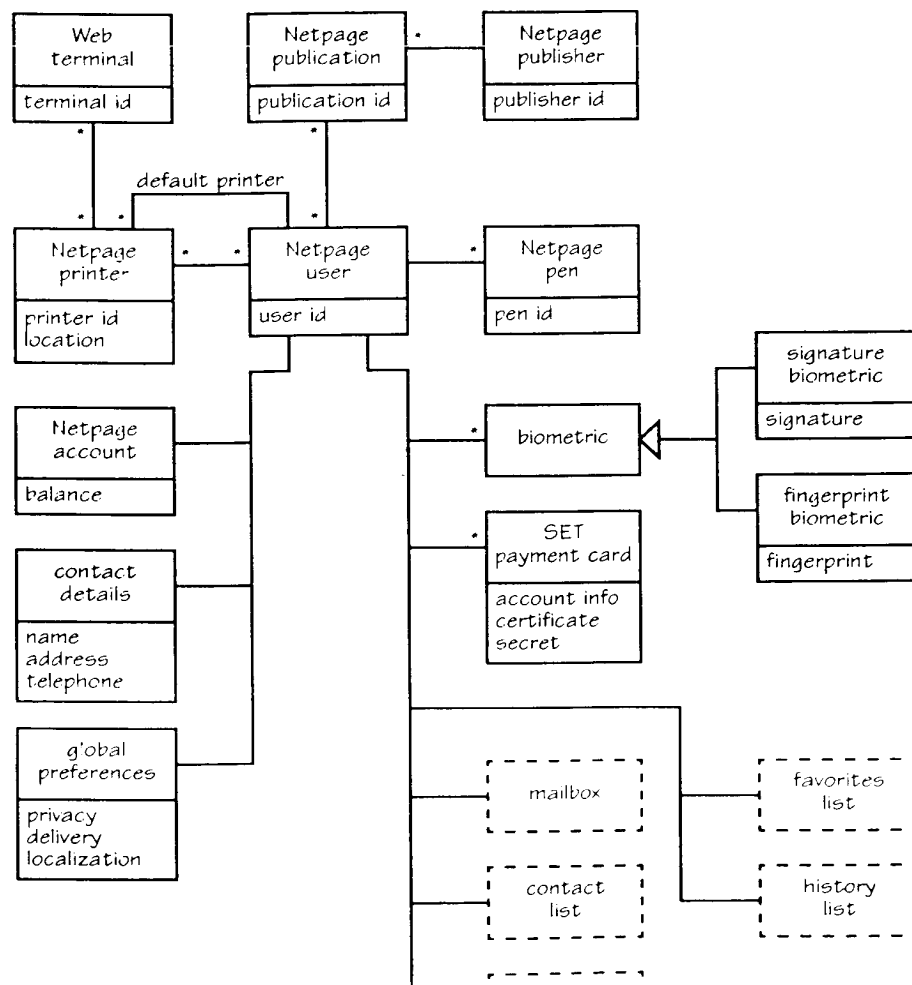 Web
terminal
terminal id
Netpage
publication
publication id
Netpage
publisher
publisher id
*
*
*
default printer
*
*
*
Netpage
printer
printer id
location
*
*
Netpage
user
user id
*
Netpage
pen
pen id
signature
biometric
signature
Netpage
account
balance
*
biometric
fingerprint
biometric
fingerprint
contact
details
name
address
telephone
*
SET
payment card
account info
certificate
secret
global
preferences
privacy
delivery
localization
mailbox
favorites
list
contact
list
history
list